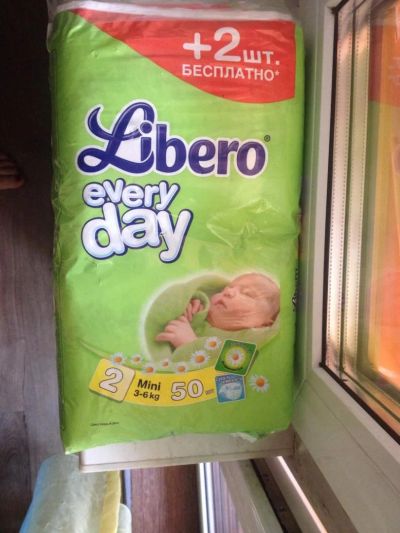 +2 шт.
БЕСПЛАТНО*
Libero®
every
day
2 Mini 50
3-6 kg